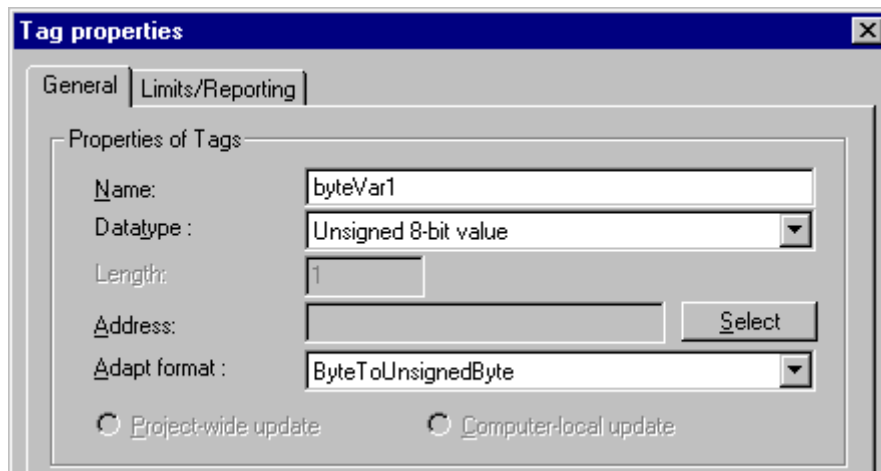 Tag properties
General Limits/Reporting
Properties of Tags
Name: byteVar1
Datatype : Unsigned 8-bit value
Length: 1
Address: Select
Adapt format : ByteToUnsignedByte
Project-wide update Computer-local update